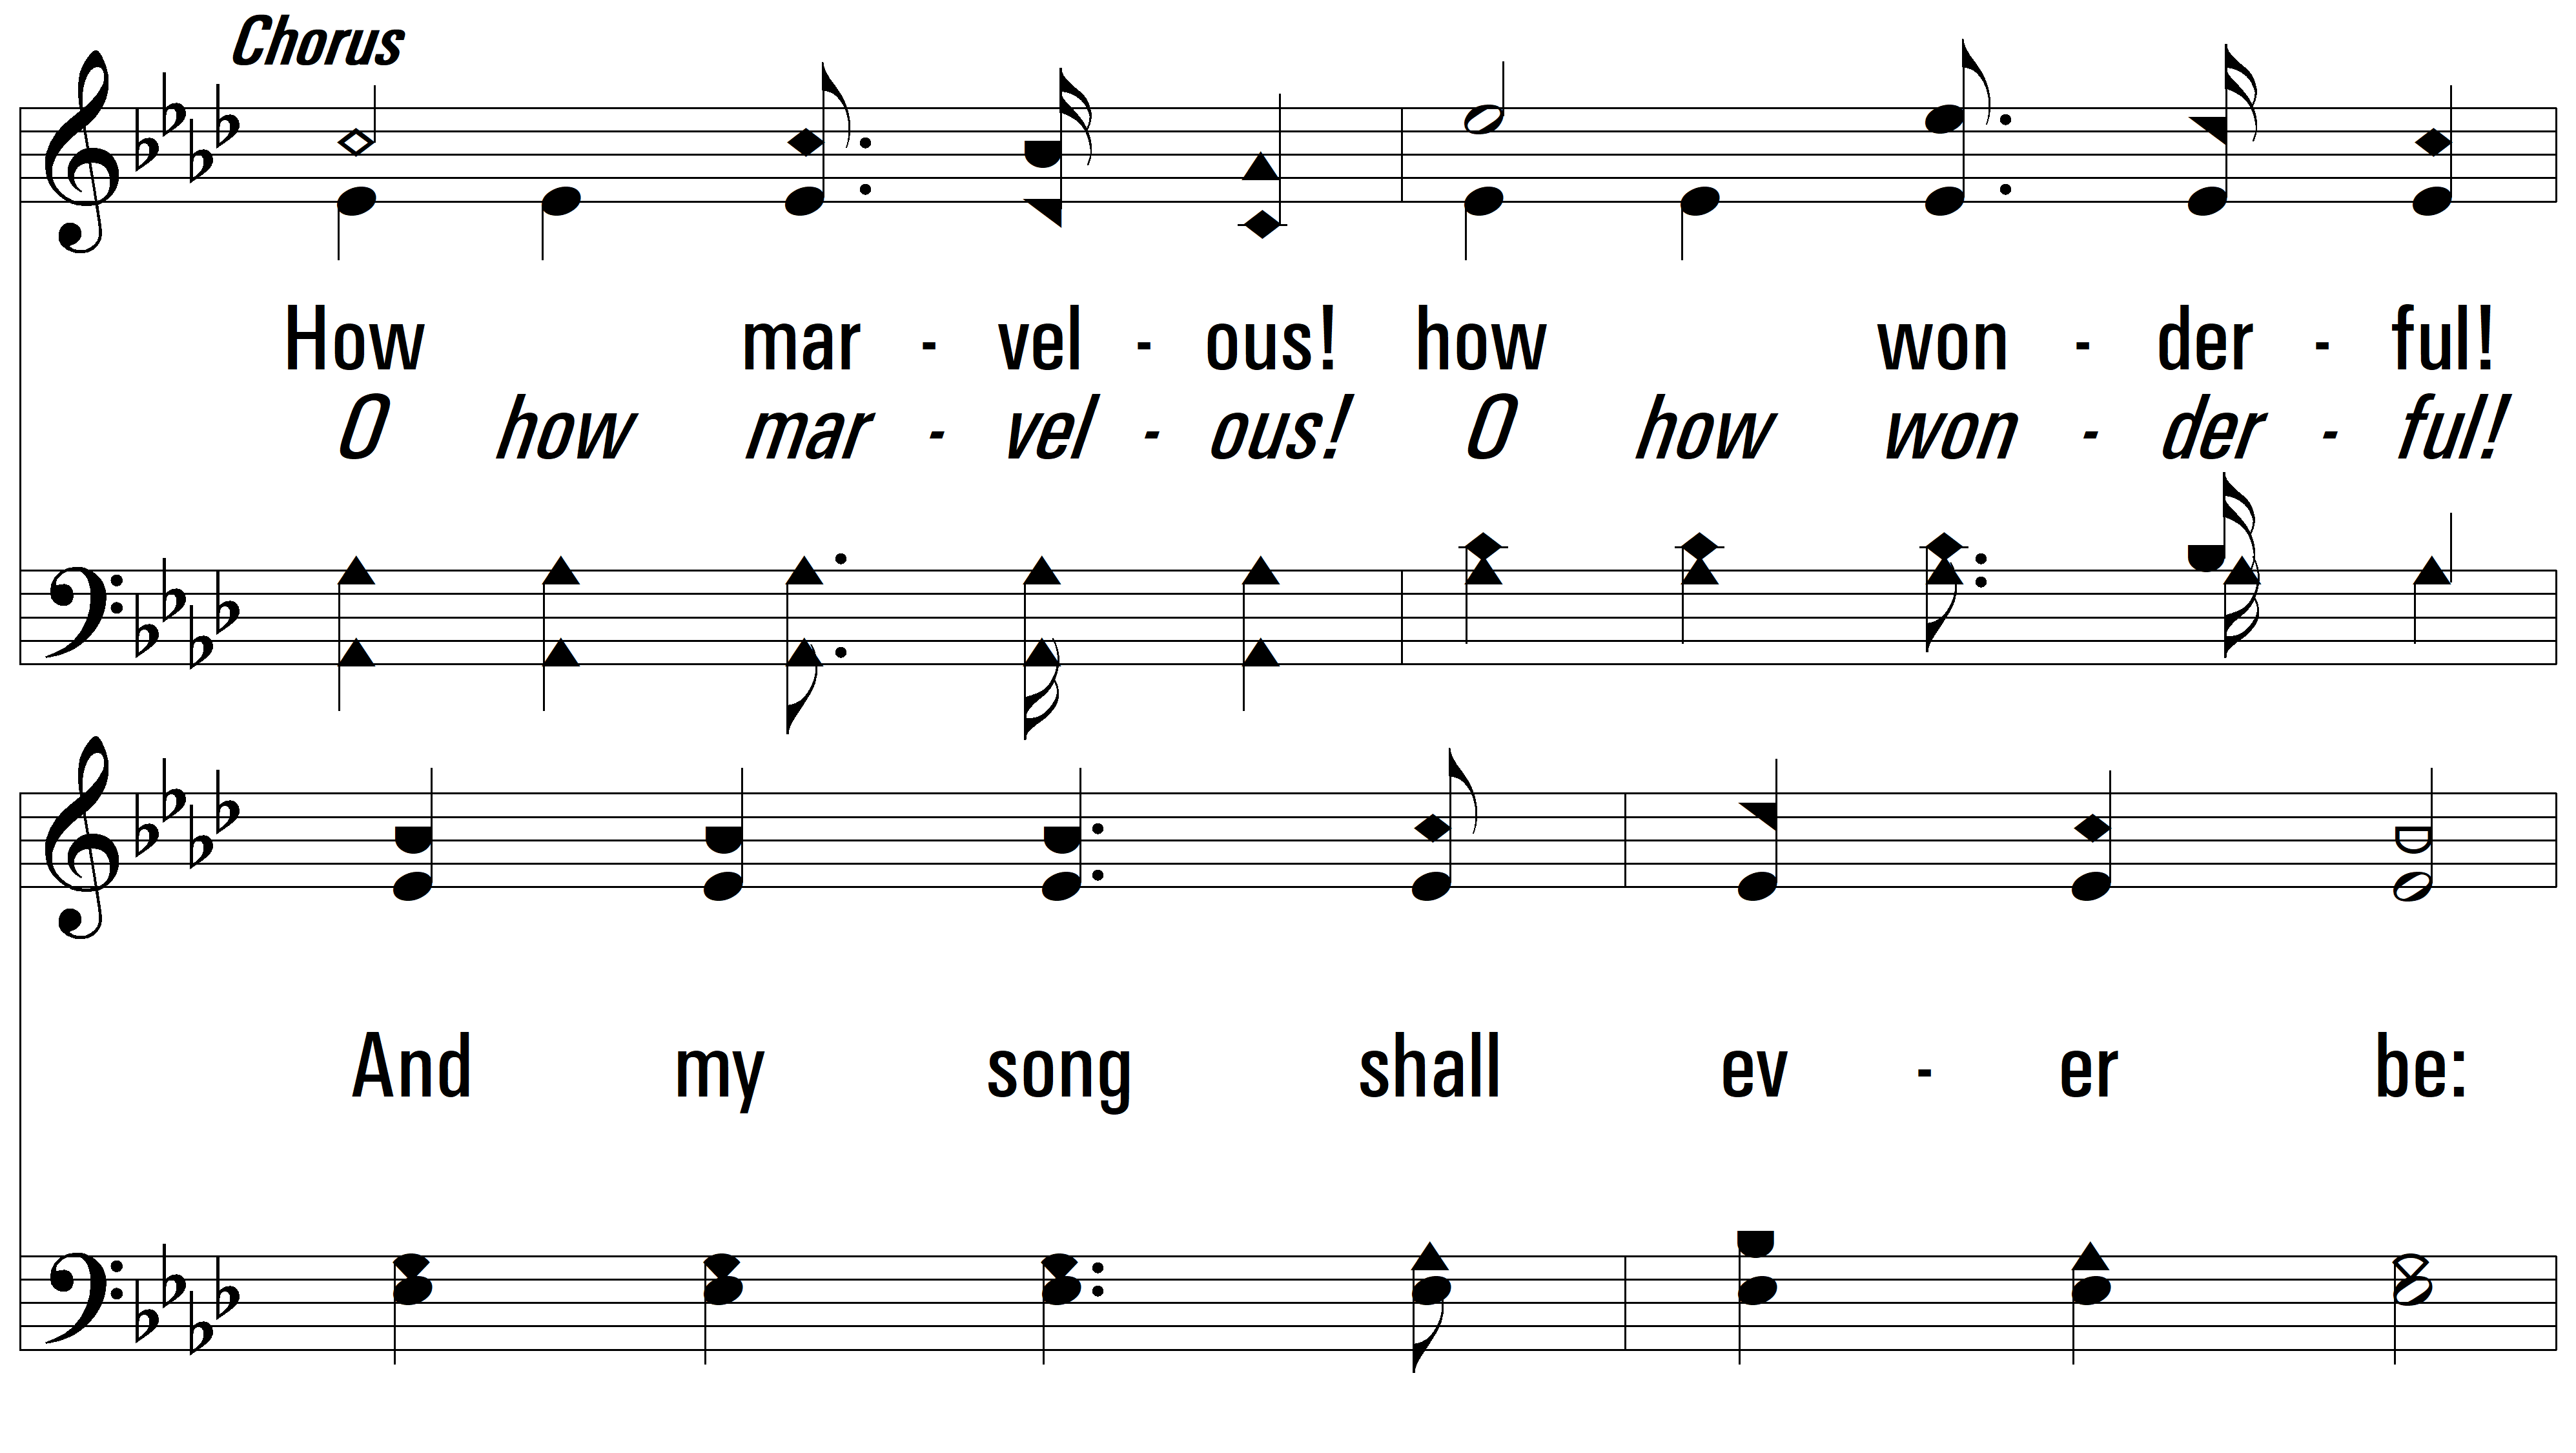 Chorus
How mar - vel - ous! how won - der - ful!
O how mar - vel - ous! O how won - der - ful!
And my song shall ev - er be: